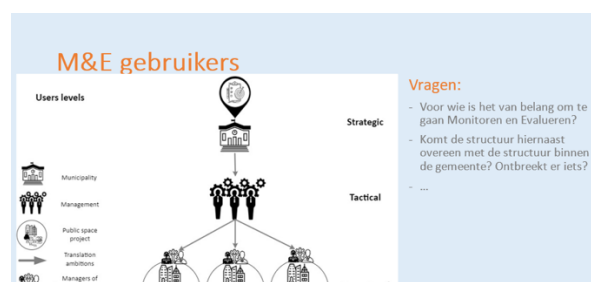 M&E gebruikers
Users levels
Strategic
Municipality
Management
Tactical
Public space
project
Translation
ambitions
Managers of
Vragen:
- Voor wie is het van belang om te
gaan Monitoren en Evalueren?
- Komt de structuur hiernaast
overeen met de structuur binnen
de gemeente? Ontbreekt er iets?
- ...